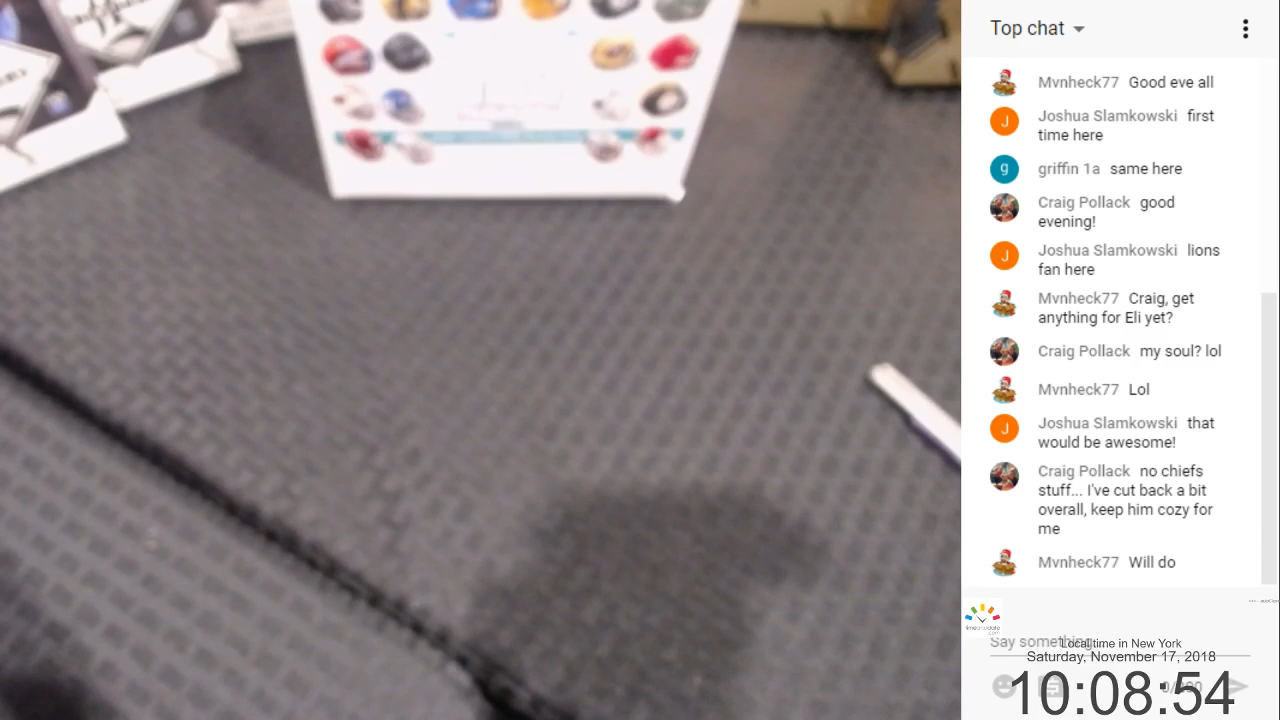 Top chat
Mvnheck77 Good eve all
Joshua Slamkowski first
time here
griffin 1a same here
Craig Pollack good
evening!
Joshua Slamkowski lions
fan here
Mvnheck77 Craig, get
anything for Eli yet?
Craig Pollack my soul? lol
Mvnheck77 Lol
Joshua Slamkowski that
would be awesome!
Craig Pollack no chiefs
stuff... I've cut back a bit
overall, keep him cozy for
me
Mvnheck77 Will do
Say something...
Local time in New York
Saturday, November 17, 2018
10:08:54